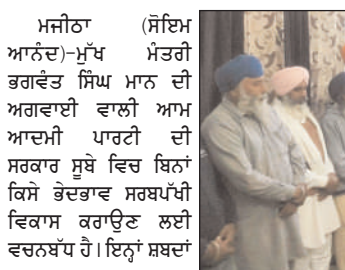 ਮਜੀਠਾ (ਸੋਇਮ
ਆਨੰਦ)-ਮੁੱਖ ਮੰਤਰੀ
ਭਗਵੰਤ ਸਿੰਘ ਮਾਨ ਦੀ
ਅਗਵਾਈ ਵਾਲੀ ਆਮ
ਆਦਮੀ ਪਾਰਟੀ ਦੀ
ਸਰਕਾਰ ਸੂਬੇ ਵਿਚ ਬਿਨਾਂ
ਕਿਸੇ ਭੇਦਭਾਵ ਸਰਬਪੱਖੀ
ਵਿਕਾਸ ਕਰਾਉਣ ਲਈ
ਵਚਨਬੱਧ ਹੈ। ਇਨ੍ਹਾਂ ਸ਼ਬਦਾਂ